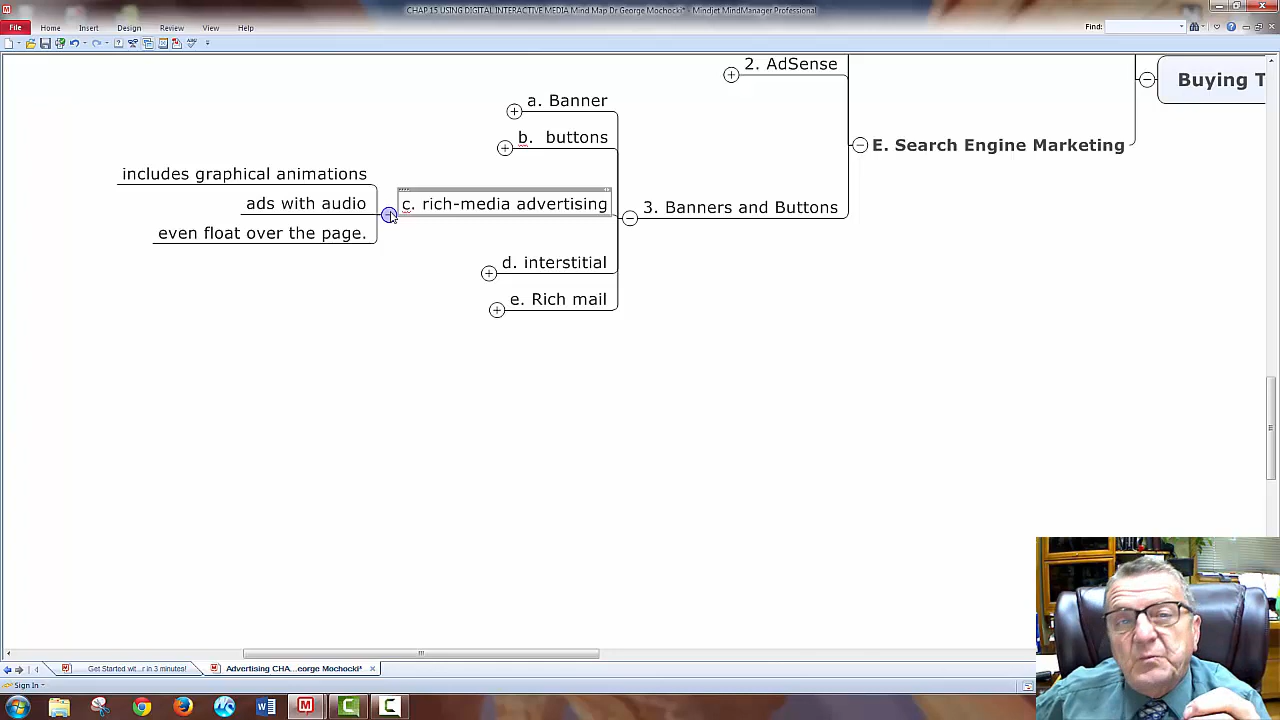 CHAP 15 USING DIGITAL INTERACTIVE MEDIA Mind Map Dr George Mochocki* - Mindjet MindManager Professional
File Home Insert Design Review View Help
Find:
2. AdSense
Buying T
a. Banner
b. buttons
E. Search Engine Marketing
includes graphical animations
ads with audio
c. rich-media advertising
3. Banners and Buttons
even float over the page.
d. interstitial
e. Rich mail
Get Started wit...r in 3 minutes!
Advertising CHA...eorge Mochocki*
Sign In